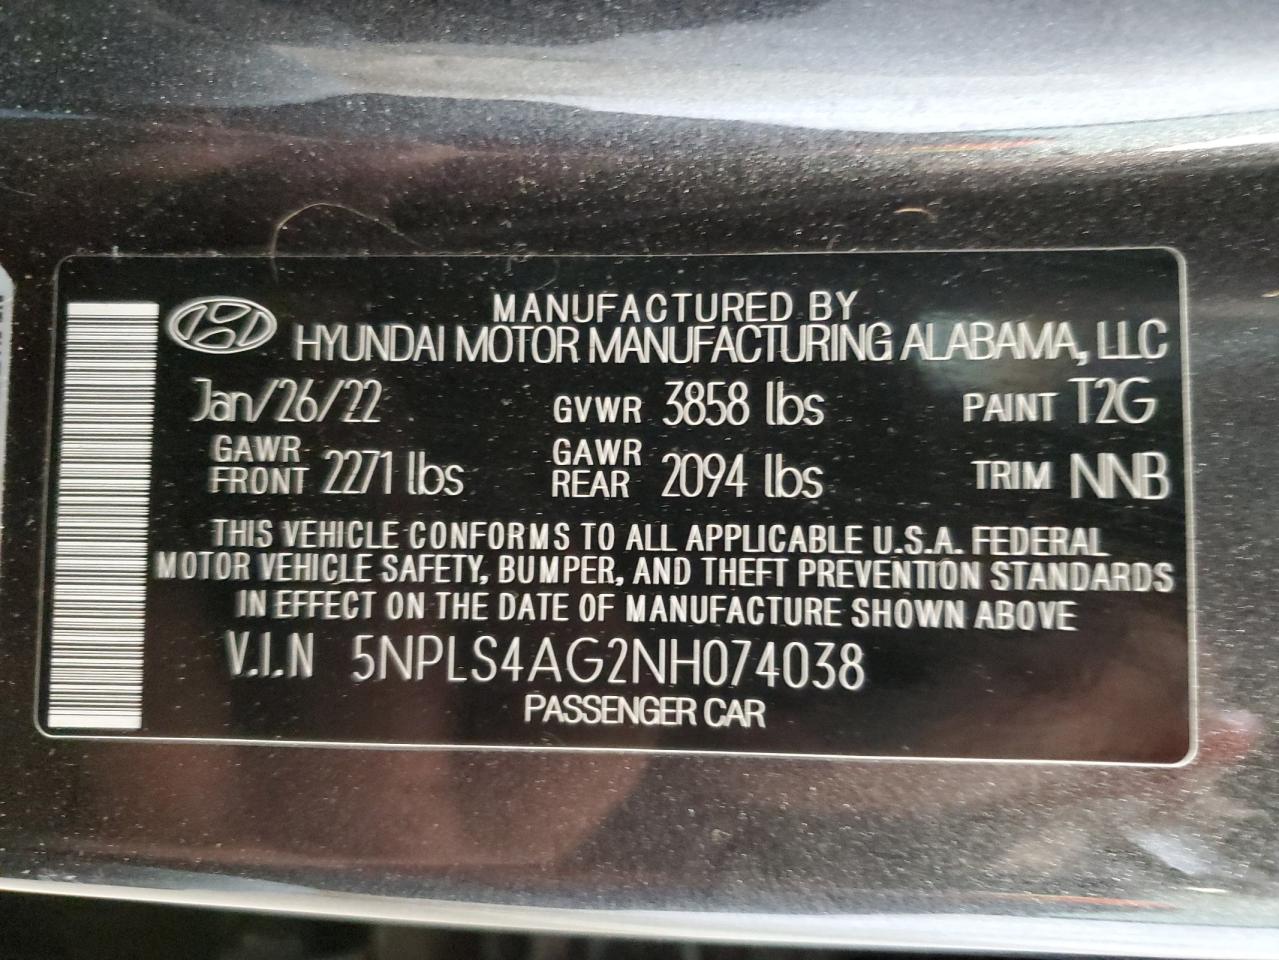 MANUFACTURED BY
HYUNDAI MOTOR MANUFACTURING ALABAMA, LLC
Jan/26/22 GVWR 3858 lbs PAINT T2G
GAWR FRONT 2271 lbs GAWR REAR 2094 lbs TRIM NNB
THIS VEHICLE CONFORMS TO ALL APPLICABLE U.S.A. FEDERAL
MOTOR VEHICLE SAFETY, BUMPER, AND THEFT PREVENTION STANDARDS
IN EFFECT ON THE DATE OF MANUFACTURE SHOWN ABOVE
V.I.N 5NPLS4AG2NH074038
PASSENGER CAR